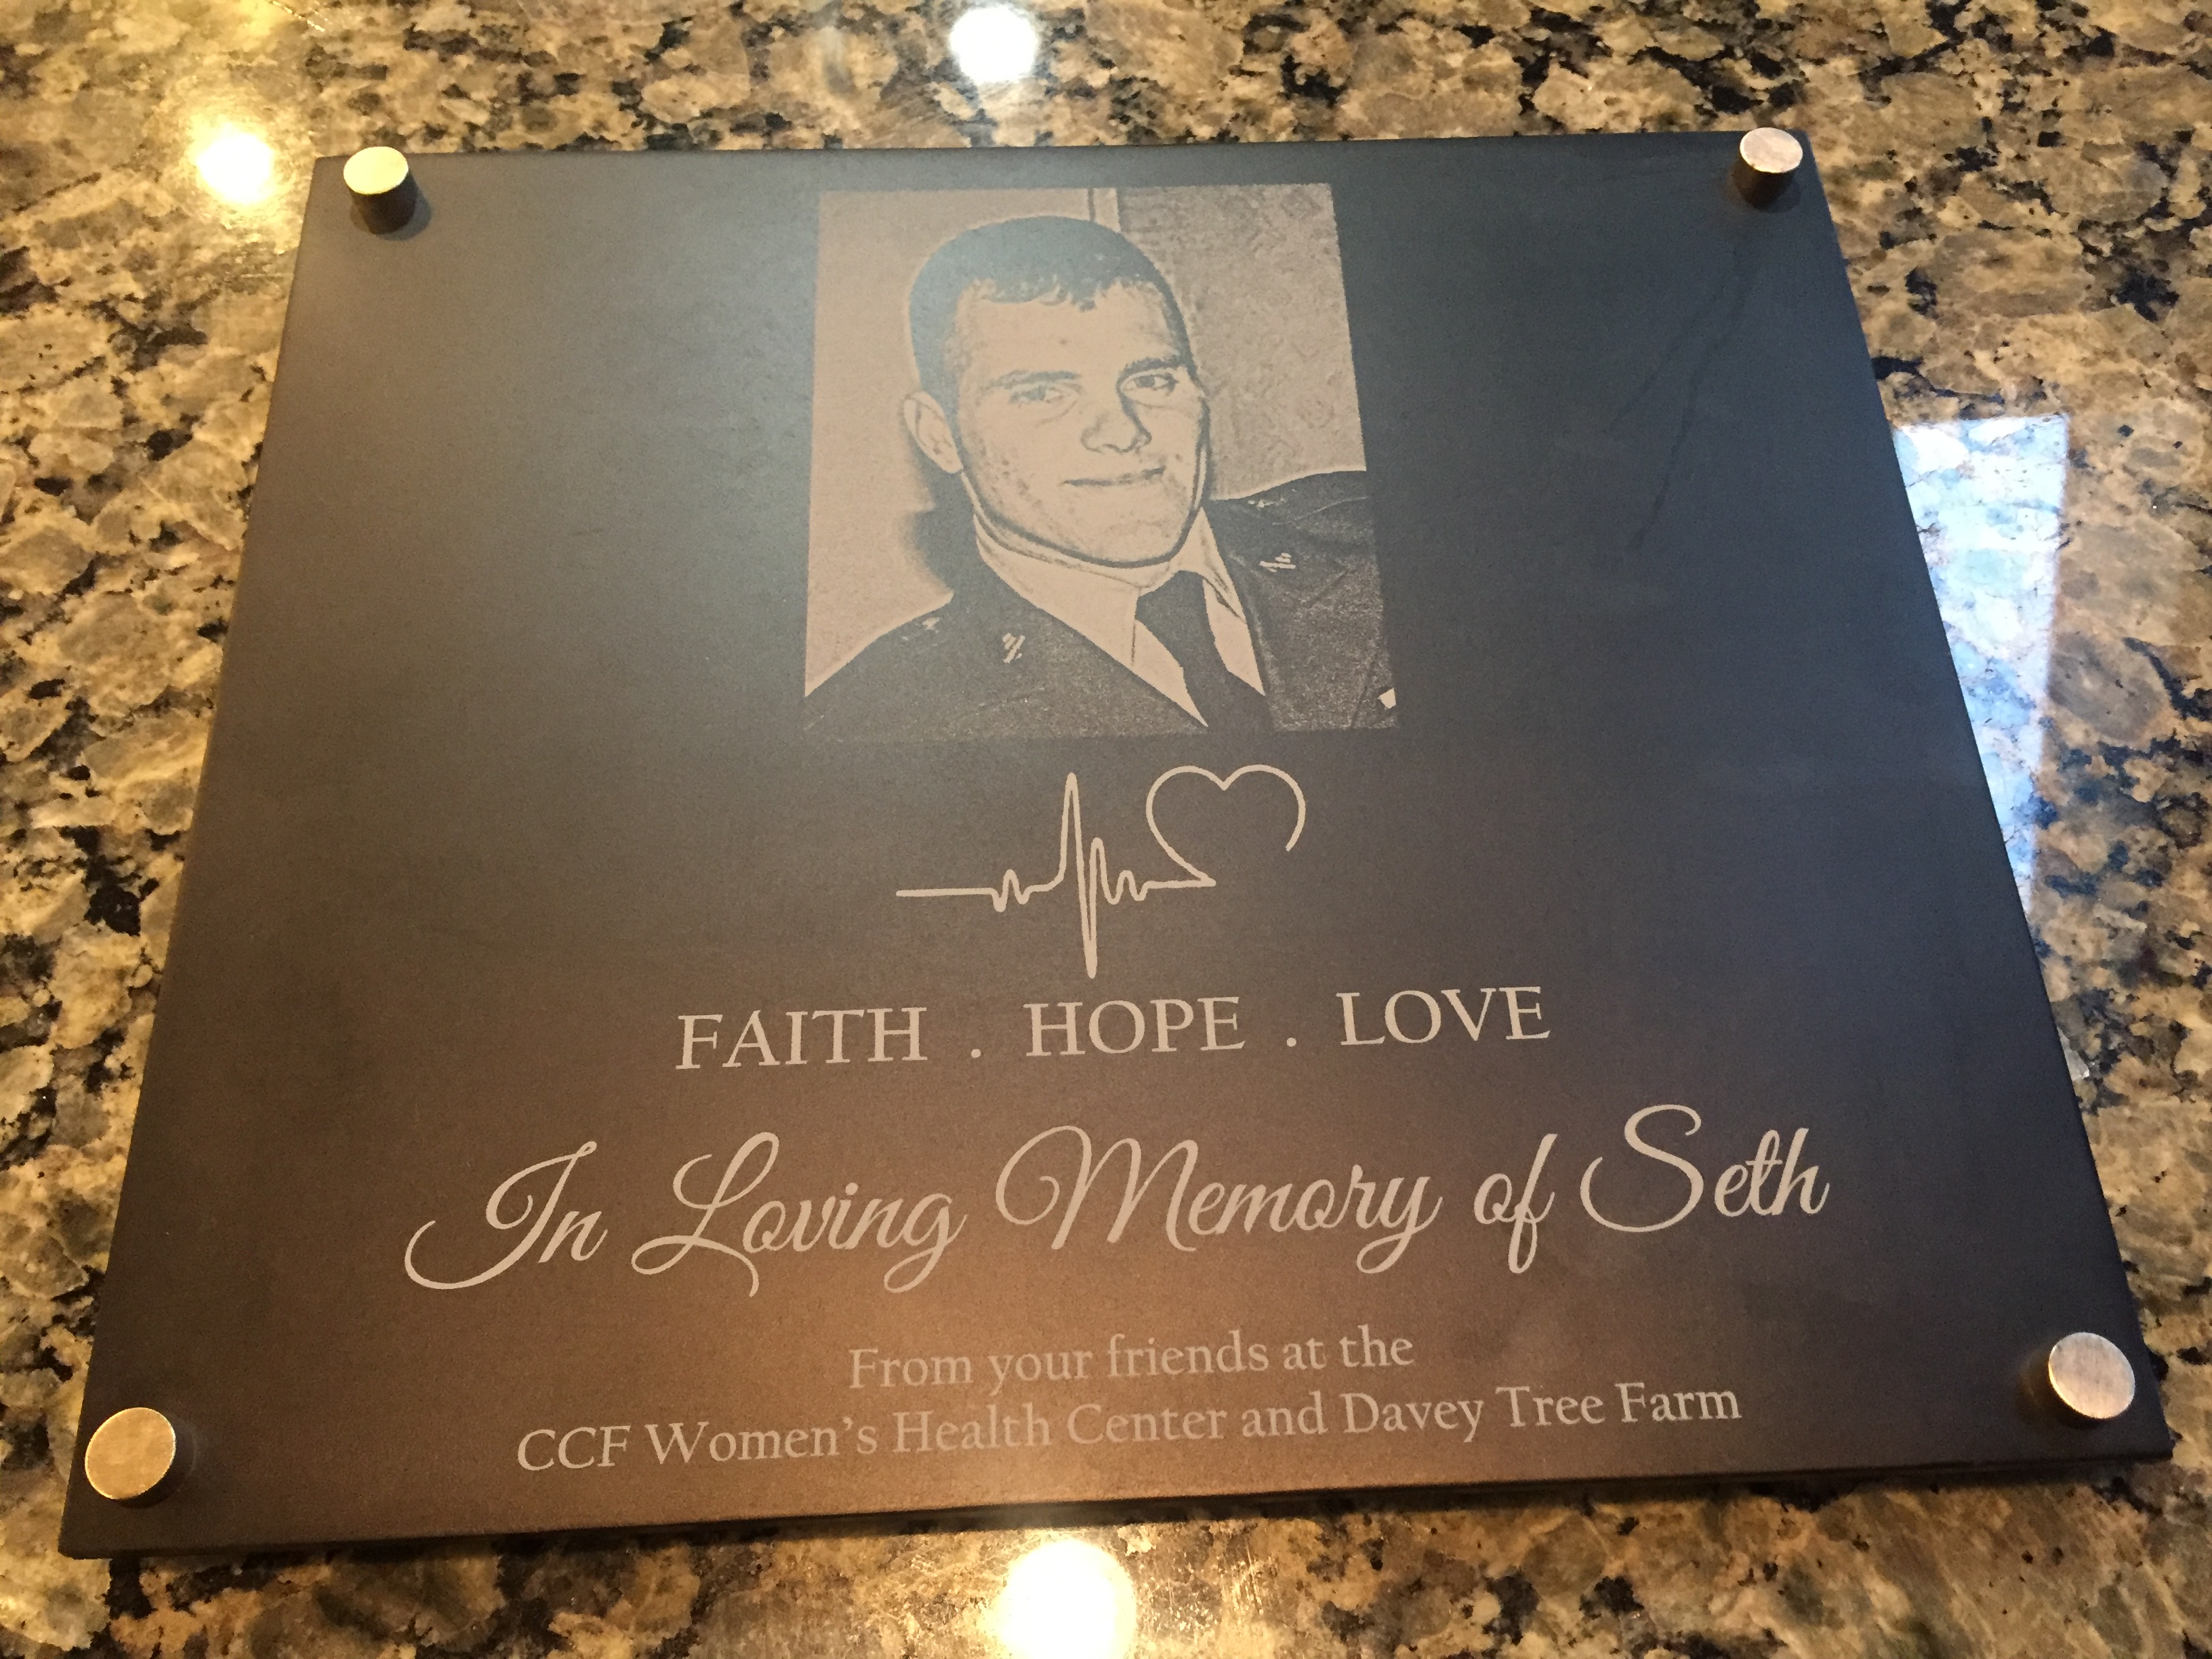 FAITH . HOPE . LOVE
In Loving Memory of Seth
From your friends at the
CCF Women's Health Center and Davey Tree Farm